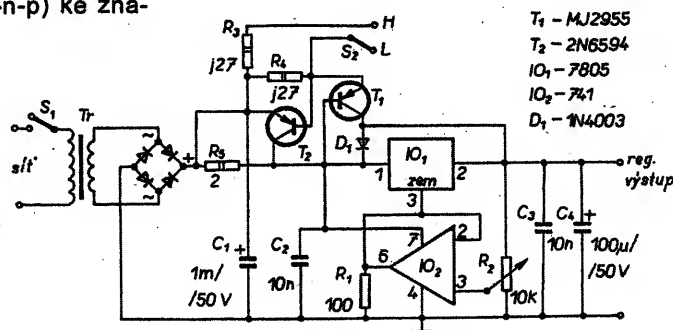 -n-p) ke zna-
T₁ – MJ2955
T₂ – 2N6594
IO₁ – 7805
IO₂ – 741
D₁ – 1N4003
R₃
j27
H
S₂
L
R₄
j27
T₁
S₁
Tr
~
~
+
síť
R₅
2
T₂
D₁
IO₁
1
2
zem
3
reg.
výstup
C₁ +
1m/
/50V
C₂
10n
7
6
2
IO₂
3
4
R₁
100
R₂
10k
C₃
10n
C₄ +
100µ/
/50V